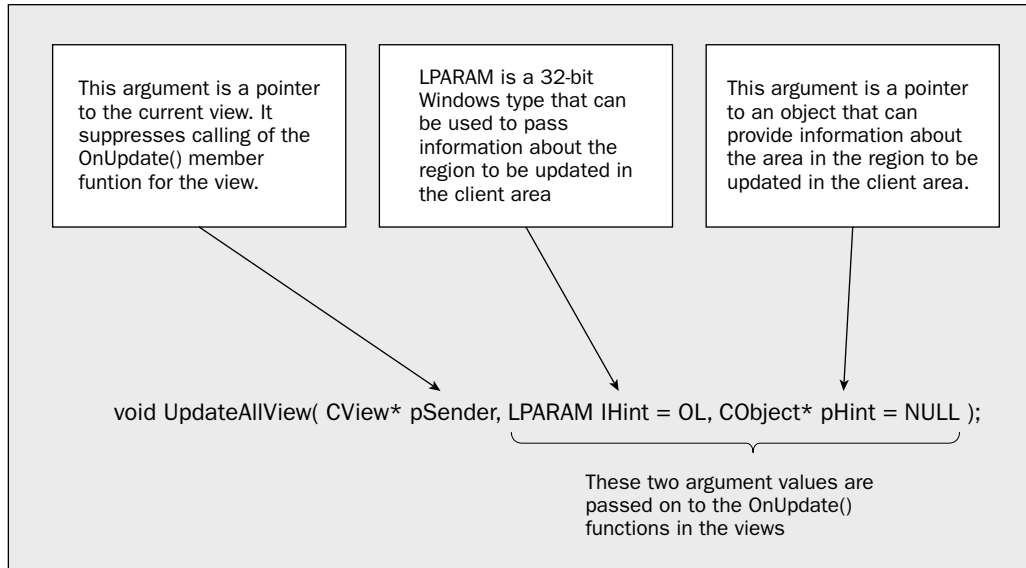 This argument is a pointer
to the current view. It
suppresses calling of the
OnUpdate() member
funtion for the view.
LPARAM is a 32-bit
Windows type that can
be used to pass
information about the
region to be updated in
the client area
This argument is a pointer
to an object that can
provide information about
the area in the region to be
updated in the client area.
void UpdateAllView( CView* pSender, LPARAM lHint = OL, CObject* pHint = NULL );
These two argument values are
passed on to the OnUpdate()
functions in the views